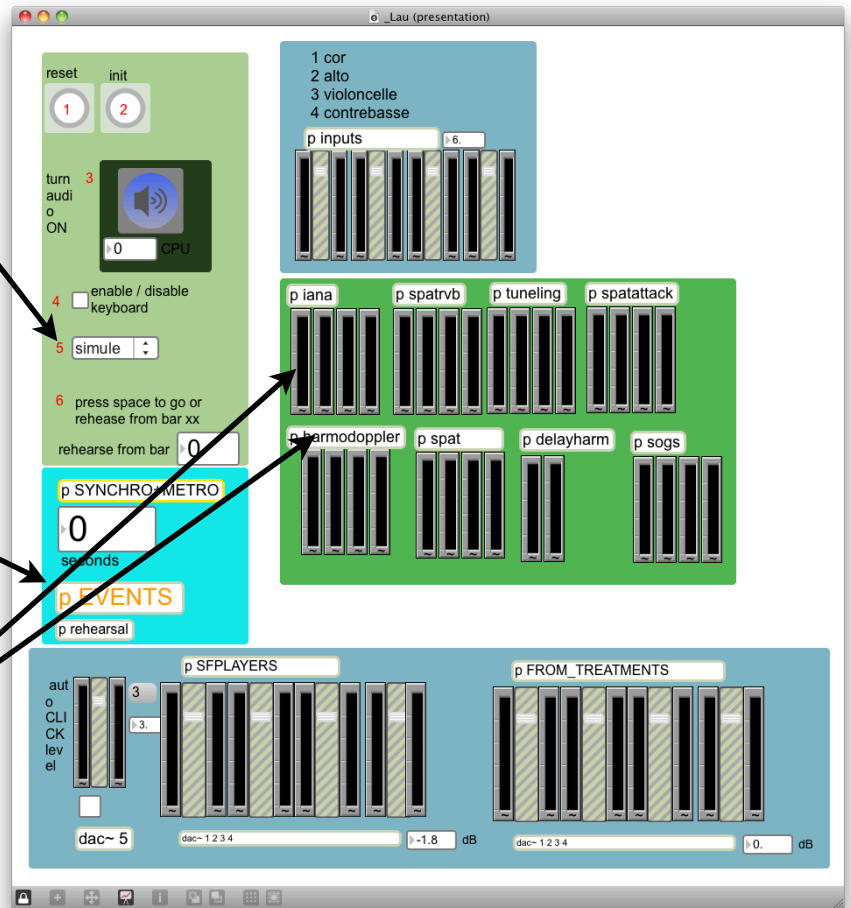 _Lau (presentation)
reset
init
1
2
turn
audi
o
ON
3
0
CPU
4
enable / disable
keyboard
5
simule
6
press space to go or
rehease from bar xx
rehearse from bar
0
p SYNCHRO+METRO
0
seconds
p EVENTS
p rehearsal
1 cor
2 alto
3 violoncelle
4 contrebasse
p inputs
6.
p iana
p spatrvb
p tuneling
p spatattack
p harmodoppler
p spat
p delayharm
p sogs
aut
o
CLI
CK
lev
el
3
3.
dac~ 5
p SFPLAYERS
dac~ 1 2 3 4
-1.8
dB
p FROM_TREATMENTS
dac~ 1 2 3 4
0.
dB